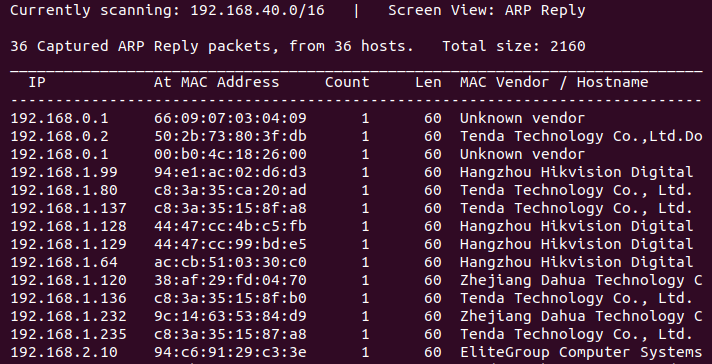 Currently scanning: 192.168.40.0/16   |   Screen View: ARP Reply
36 Captured ARP Reply packets, from 36 hosts.   Total size: 2160
IP            At MAC Address     Count     Len  MAC Vendor / Hostname
192.168.0.1     66:09:07:03:04:09      1      60  Unknown vendor
192.168.0.2     50:2b:73:80:3f:db      1      60  Tenda Technology Co.,Ltd.Do
192.168.0.1     00:b0:4c:18:26:00      1      60  Unknown vendor
192.168.1.99    94:e1:ac:02:d6:d3      1      60  Hangzhou Hikvision Digital
192.168.1.80    c8:3a:35:ca:20:ad      1      60  Tenda Technology Co., Ltd.
192.168.1.137   c8:3a:35:15:8f:a8      1      60  Tenda Technology Co., Ltd.
192.168.1.128   44:47:cc:4b:c5:fb      1      60  Hangzhou Hikvision Digital
192.168.1.129   44:47:cc:99:bd:e5      1      60  Hangzhou Hikvision Digital
192.168.1.64    ac:cb:51:03:30:c0      1      60  Hangzhou Hikvision Digital
192.168.1.120   38:af:29:fd:04:70      1      60  Zhejiang Dahua Technology C
192.168.1.136   c8:3a:35:15:8f:b0      1      60  Tenda Technology Co., Ltd.
192.168.1.232   9c:14:63:53:84:d9      1      60  Zhejiang Dahua Technology C
192.168.1.235   c8:3a:35:15:87:a8      1      60  Tenda Technology Co., Ltd.
192.168.2.10    94:c6:91:29:c3:3e      1      60  EliteGroup Computer Systems